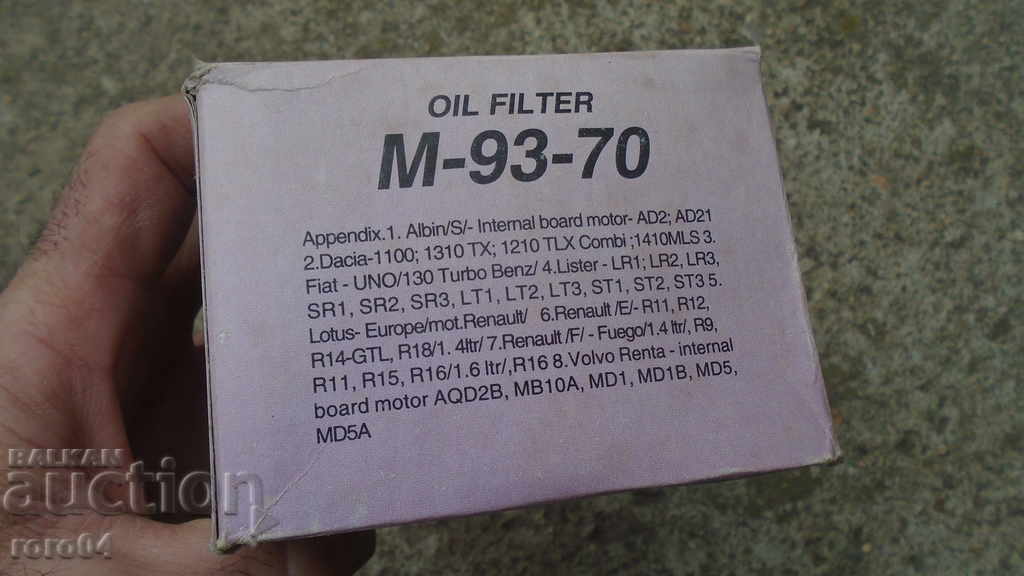 OIL FILTER
M-93-70
Appendix.1. Albin/S/- Internal board motor- AD2; AD21
2.Dacia-1100; 1310 TX; 1210 TLX Combi ;1410MLS 3.
Fiat - UNO/130 Turbo Benz/ 4.Lister - LR1; LR2, LR3,
SR1, SR2, SR3, LT1, LT2, LT3, ST1, ST2, ST3 5.
Lotus- Europe/mot.Renault/ 6.Renault /E/- R11, R12,
R14-GTL, R18/1. 4ltr/ 7.Renault /F/ - Fuego/1.4 ltr/, R9,
R11, R15, R16/1.6 ltr/,R16 8.Volvo Renta - internal
board motor AQD2B, MB10A, MD1, MD1B, MD5,
MD5A
BALKAN
auction
roro04